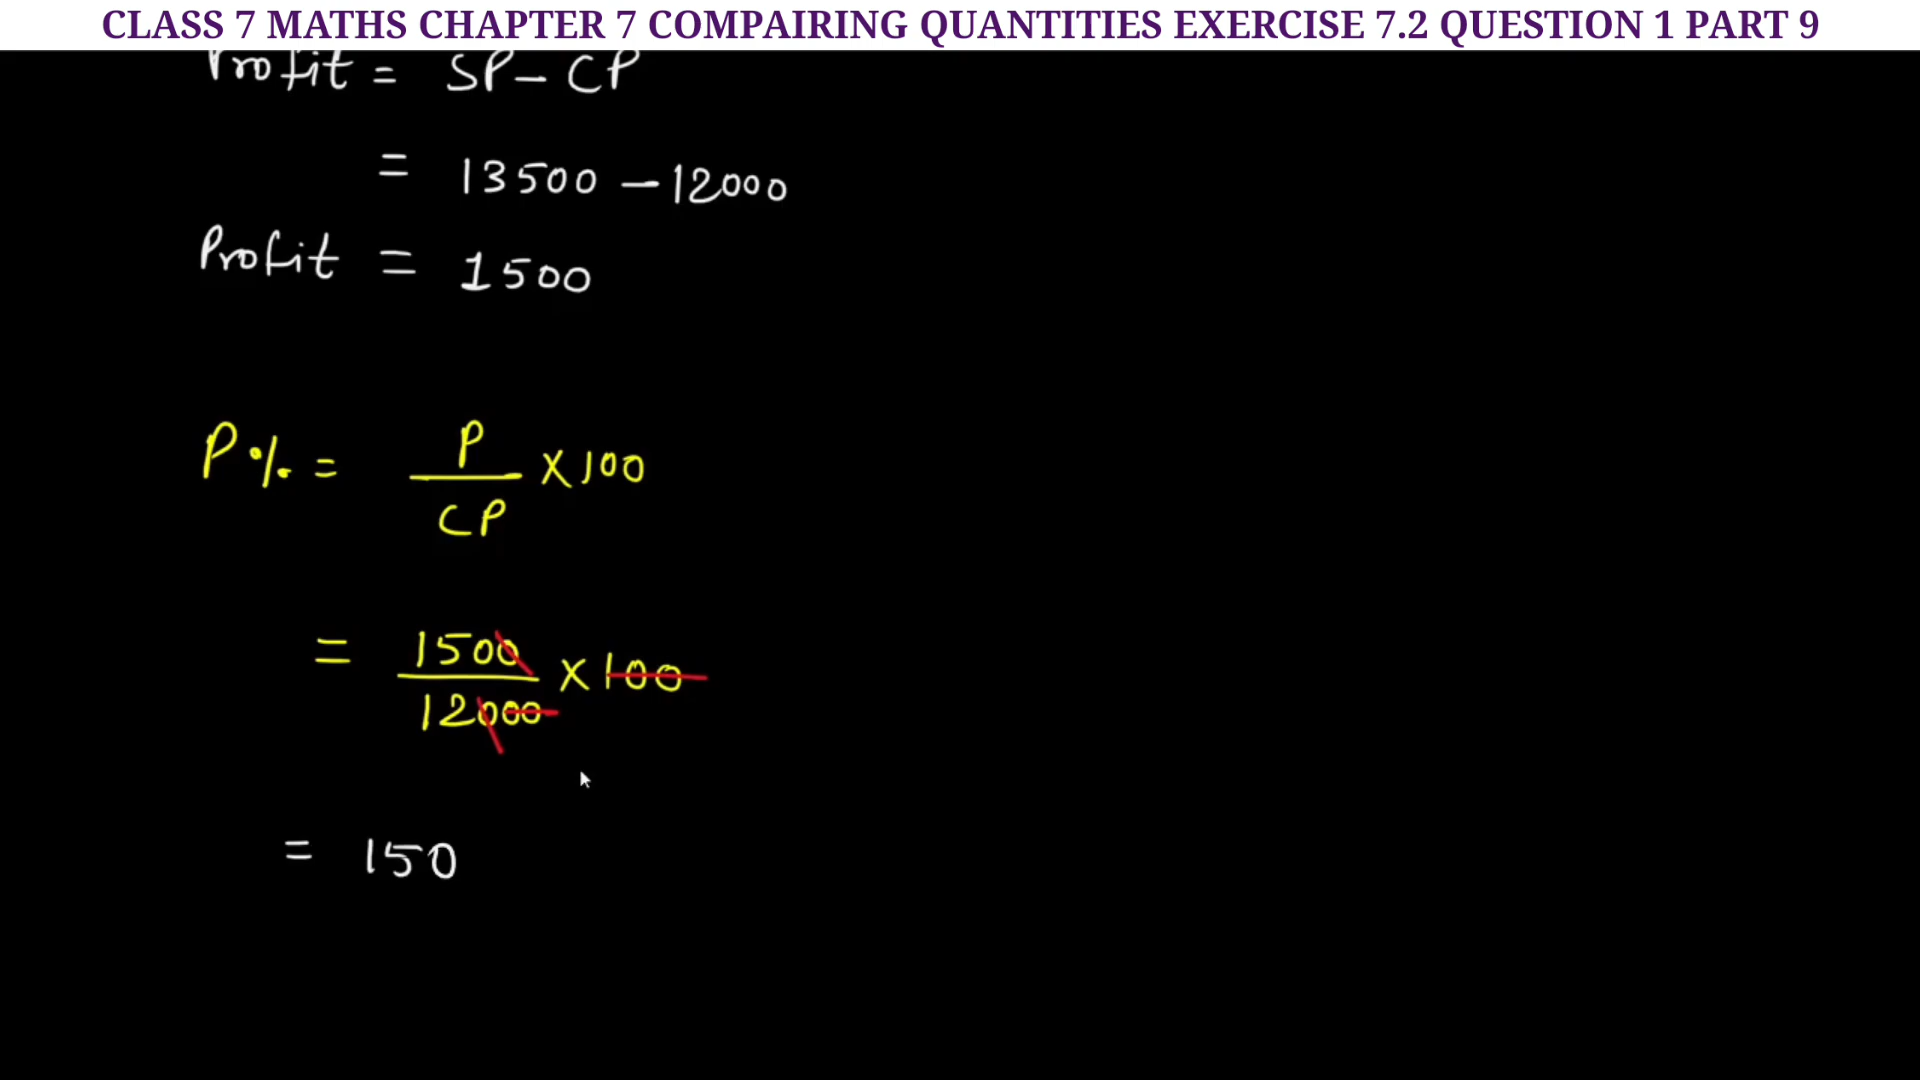 CLASS 7 MATHS CHAPTER 7 COMPAIRING QUANTITIES EXERCISE 7.2 QUESTION 1 PART 9
Profit = SP - CP
= 13500 - 12000
Profit = 1500
P% = P/CP × 100
= 1500/12000 × 100
= 150